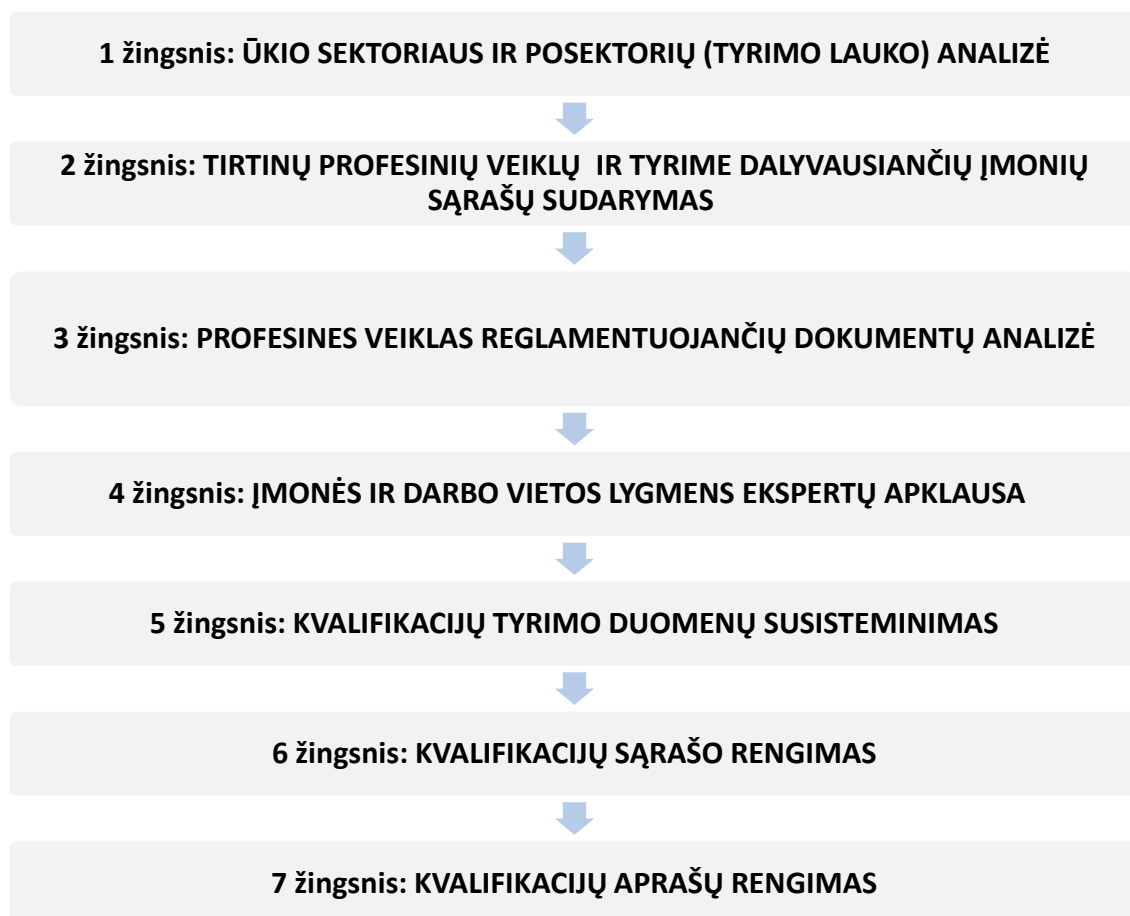 1 žingsnis: ŪKIO SEKTORIAUS IR POSEKTORIŲ (TYRIMO LAUKO) ANALIZĖ
2 žingsnis: TIRTINŲ PROFESINIŲ VEIKLŲ IR TYRIME DALYVAUSIANČIŲ ĮMONIŲ
SĄRAŠŲ SUDARYMAS
3 žingsnis: PROFESINES VEIKLAS REGLAMENTUOJANČIŲ DOKUMENTŲ ANALIZĖ
4 žingsnis: ĮMONĖS IR DARBO VIETOS LYGMENS EKSPERTŲ APKLAUSA
5 žingsnis: KVALIFIKACIJŲ TYRIMO DUOMENŲ SUSISTEMINIMAS
6 žingsnis: KVALIFIKACIJŲ SĄRAŠO RENGIMAS
7 žingsnis: KVALIFIKACIJŲ APRAŠŲ RENGIMAS